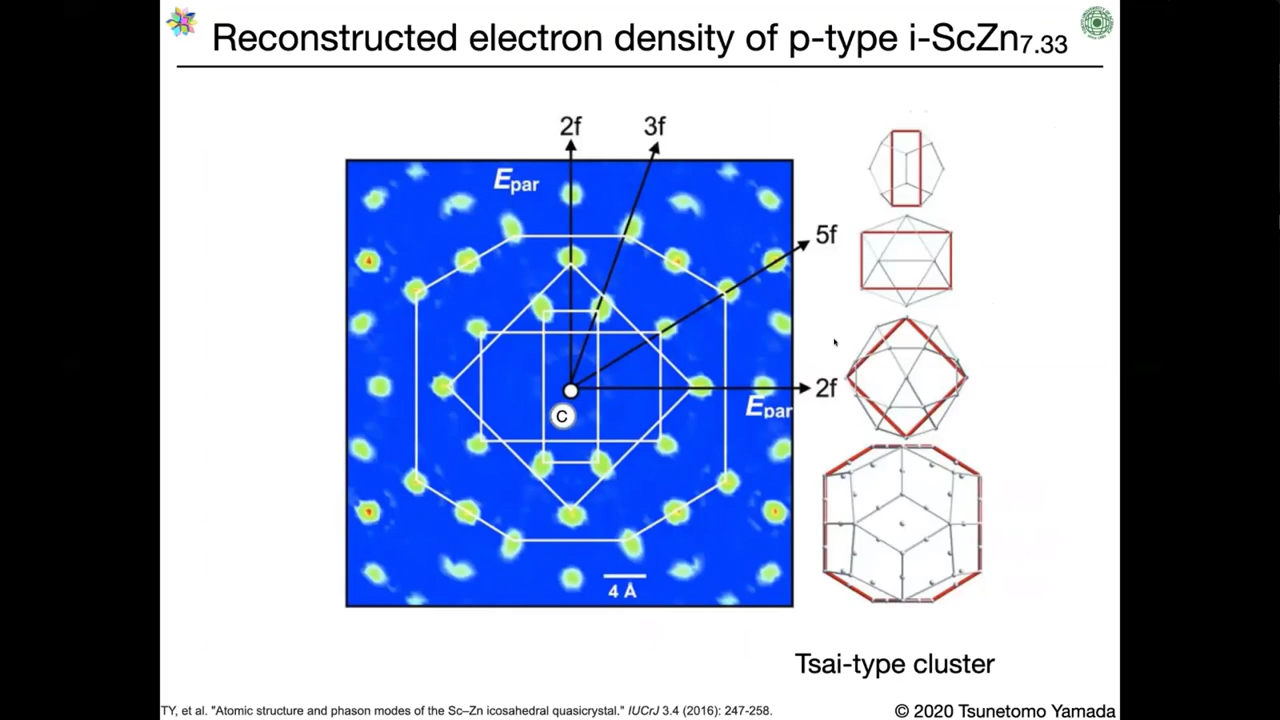 Reconstructed electron density of p-type i-ScZn7.33
2f
3f
Epar
5f
2f
Epar
C
4 Å
Tsai-type cluster
TY, et al. "Atomic structure and phason modes of the Sc–Zn icosahedral quasicrystal." IUCrJ 3.4 (2016): 247-258.
© 2020 Tsunetomo Yamada